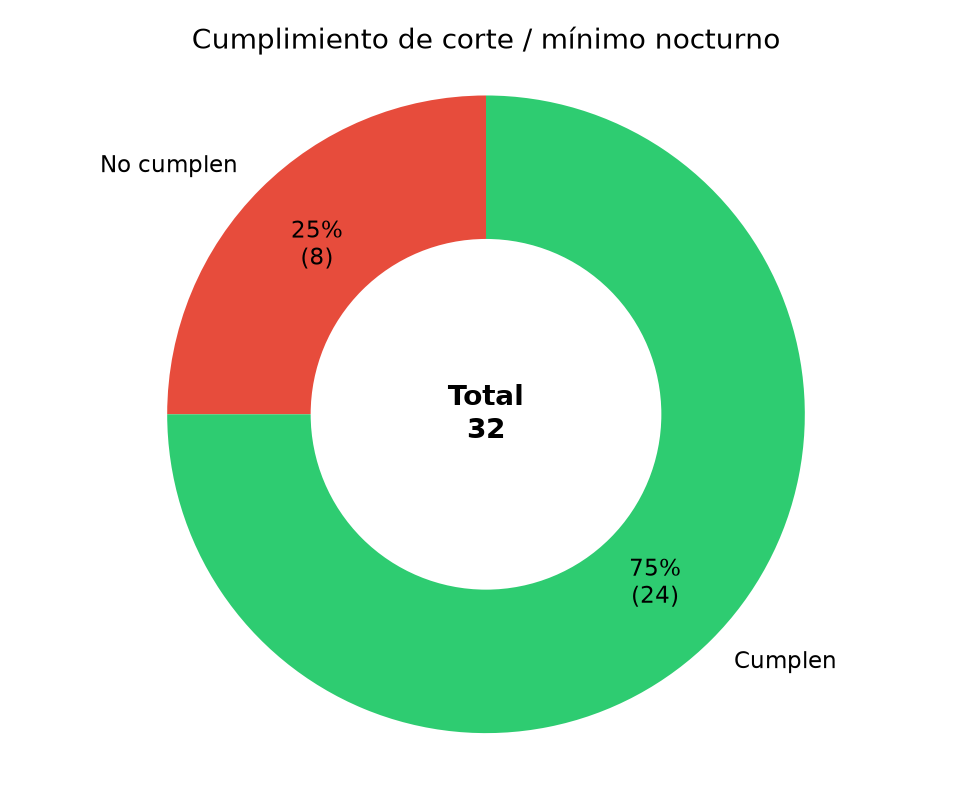 Cumplimiento de corte / mínimo nocturno
No cumplen
25%
(8)
Total
32
75%
(24)
Cumplen